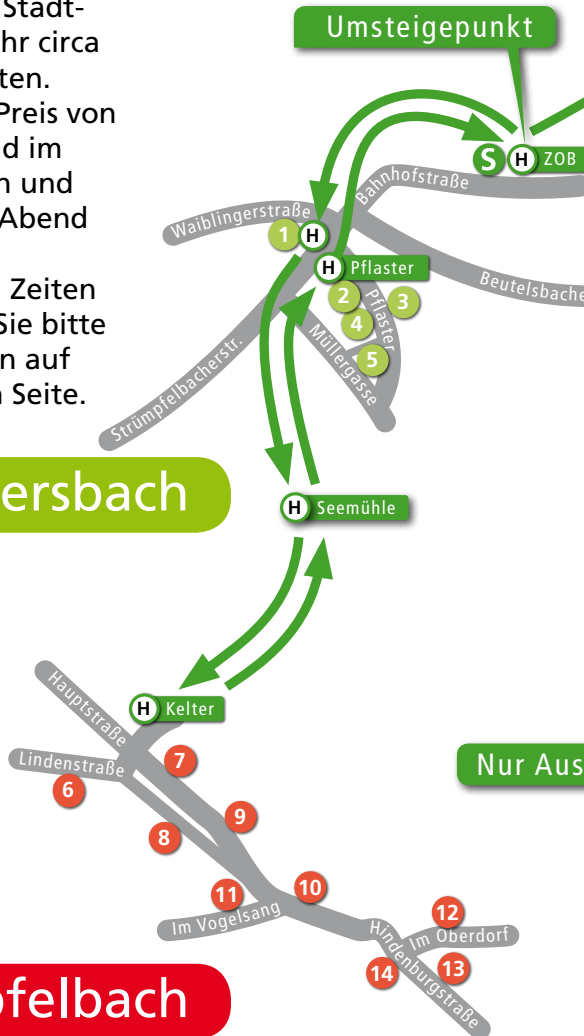 Stadt-
hr circa
ten.
Preis von
d im
n und
Abend
Zeiten
Sie bitte
n auf
n Seite.
Umsteigepunkt
S H ZOB
Bahnhofstraße
Waiblingerstraße
1 H
H Pflaster
Beutelsbache
2 3
Pflaster
4
Müllergasse
5
Strümpfelbacherstr.
ersbach
H Seemühle
Hauptstraße
H Kelter
Lindenstraße
7
6
Nur Aus
9
8
11 10
Im Vogelsang
12
Im Oberdorf
Hindenburgstraße
14 13
pfelbach